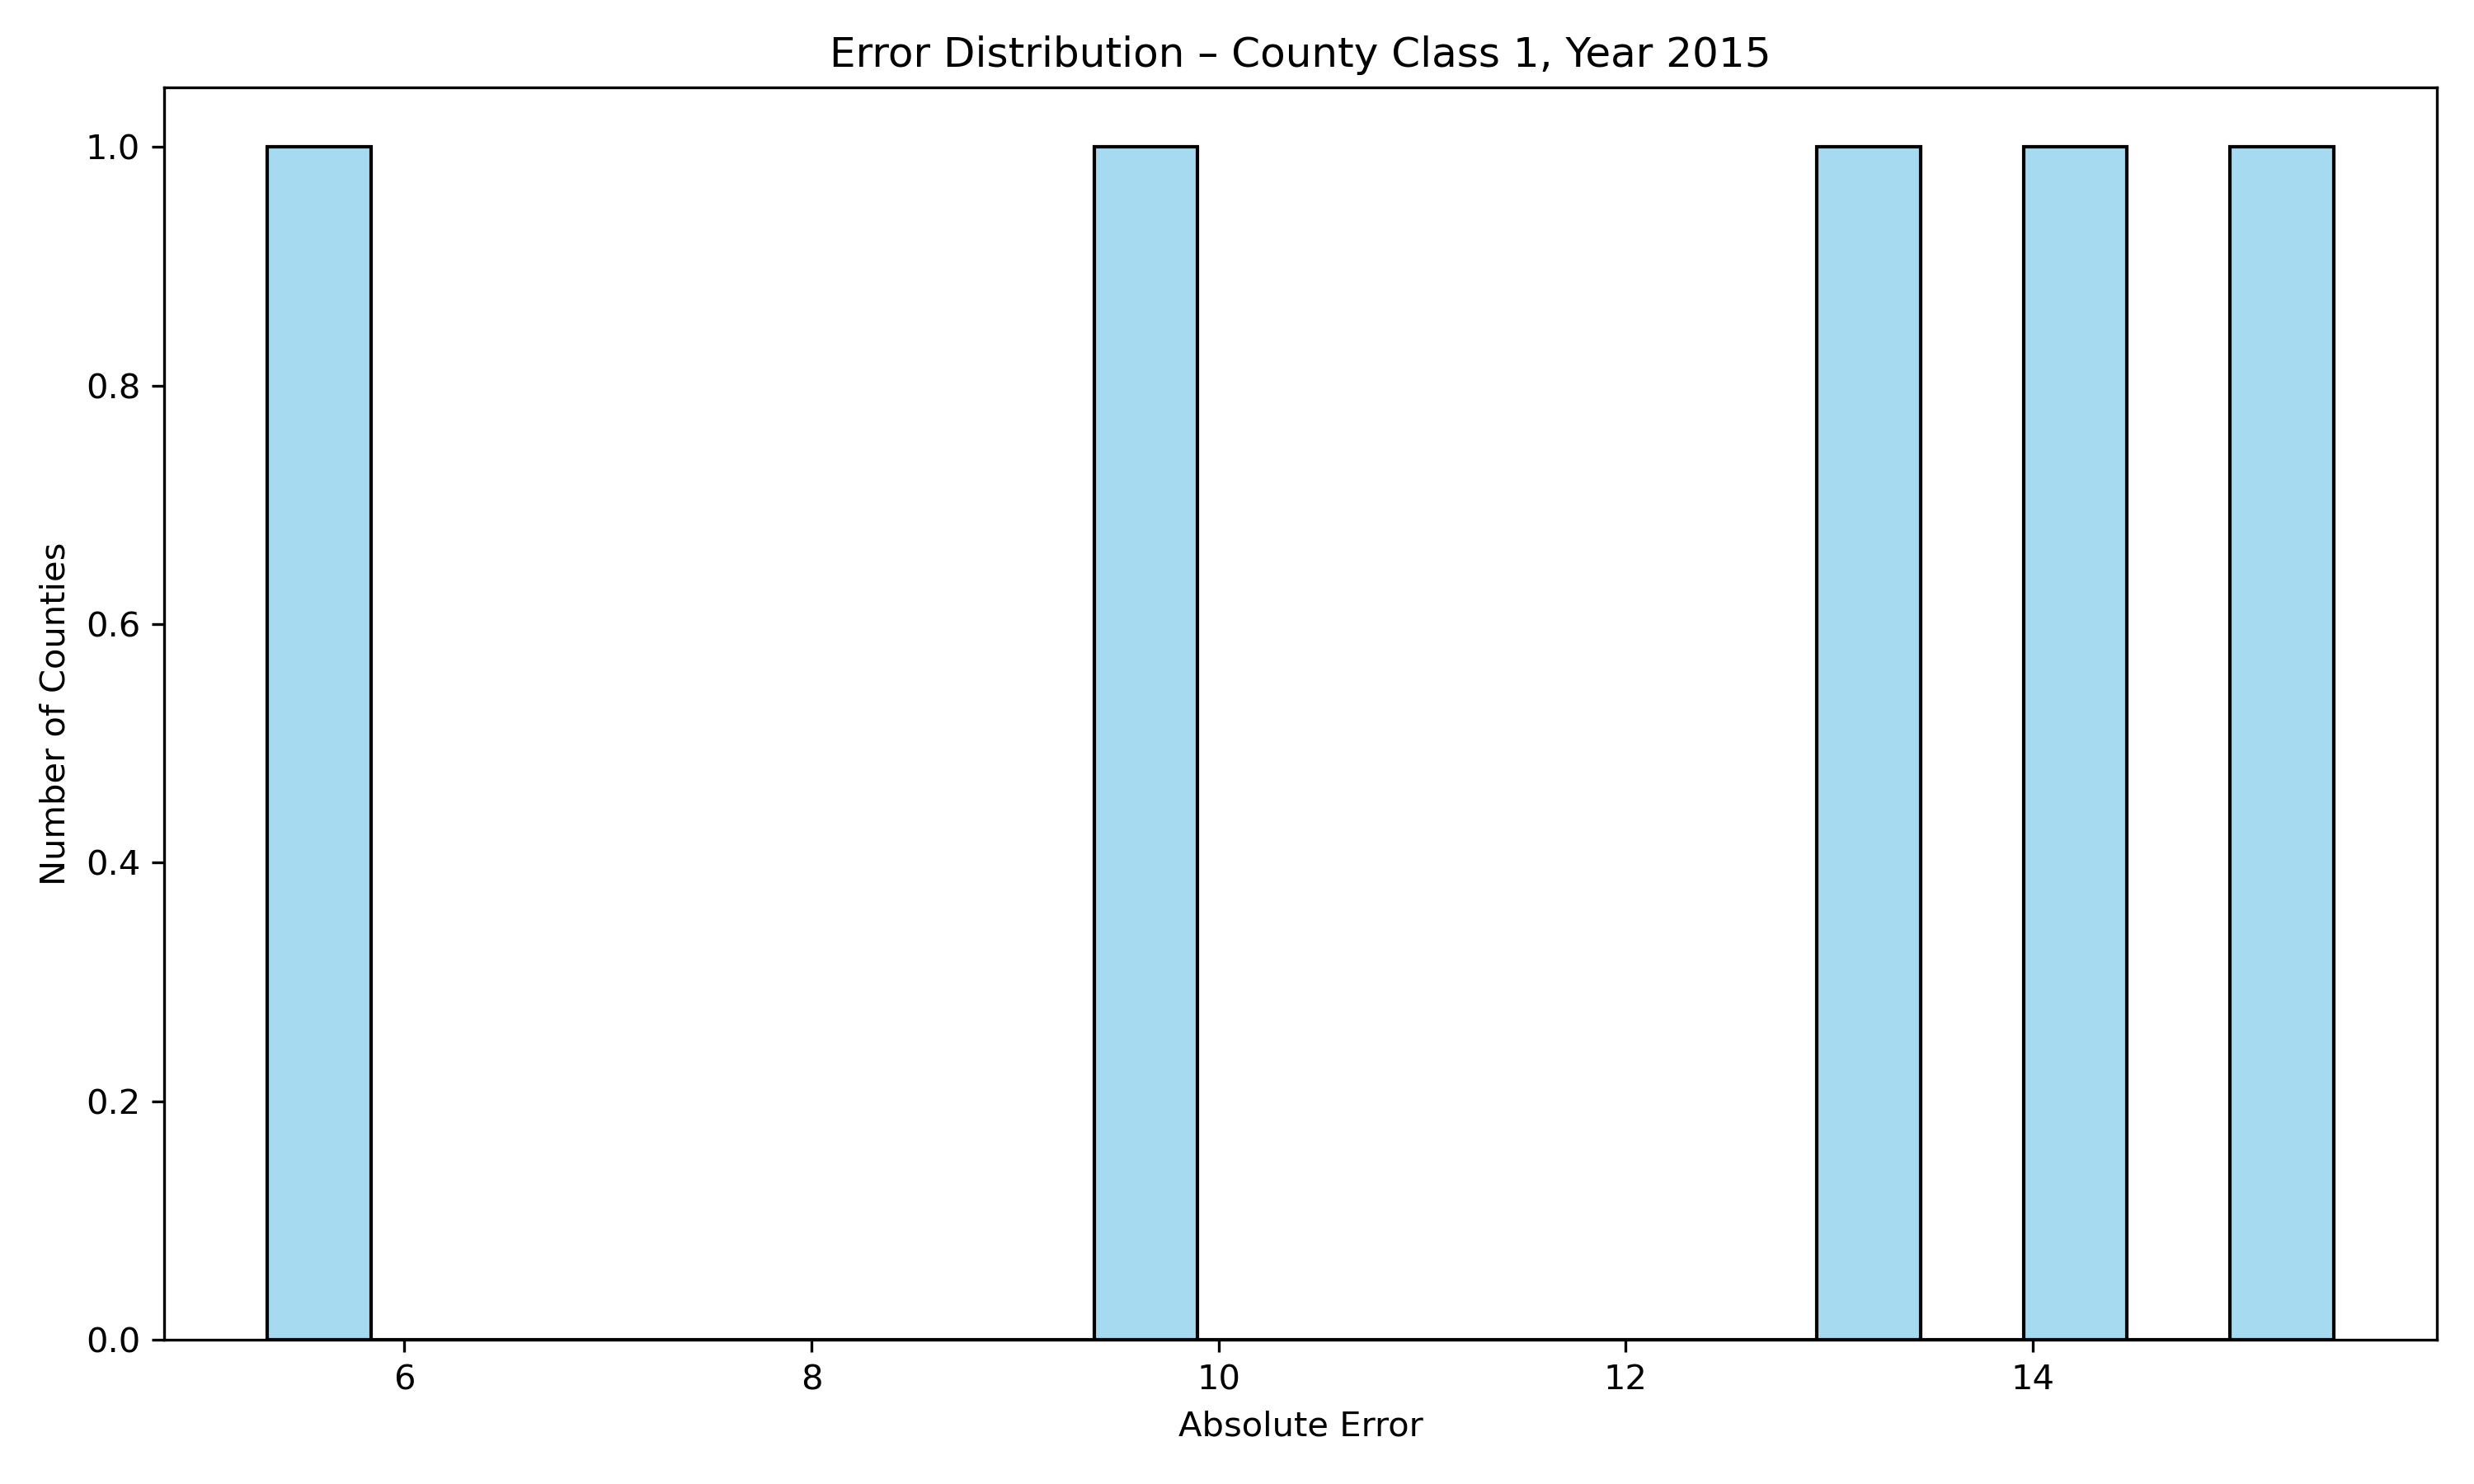 Error Distribution – County Class 1, Year 2015
1.0
0.8
0.6
0.4
0.2
0.0
Number of Counties
6 8 10 12 14
Absolute Error